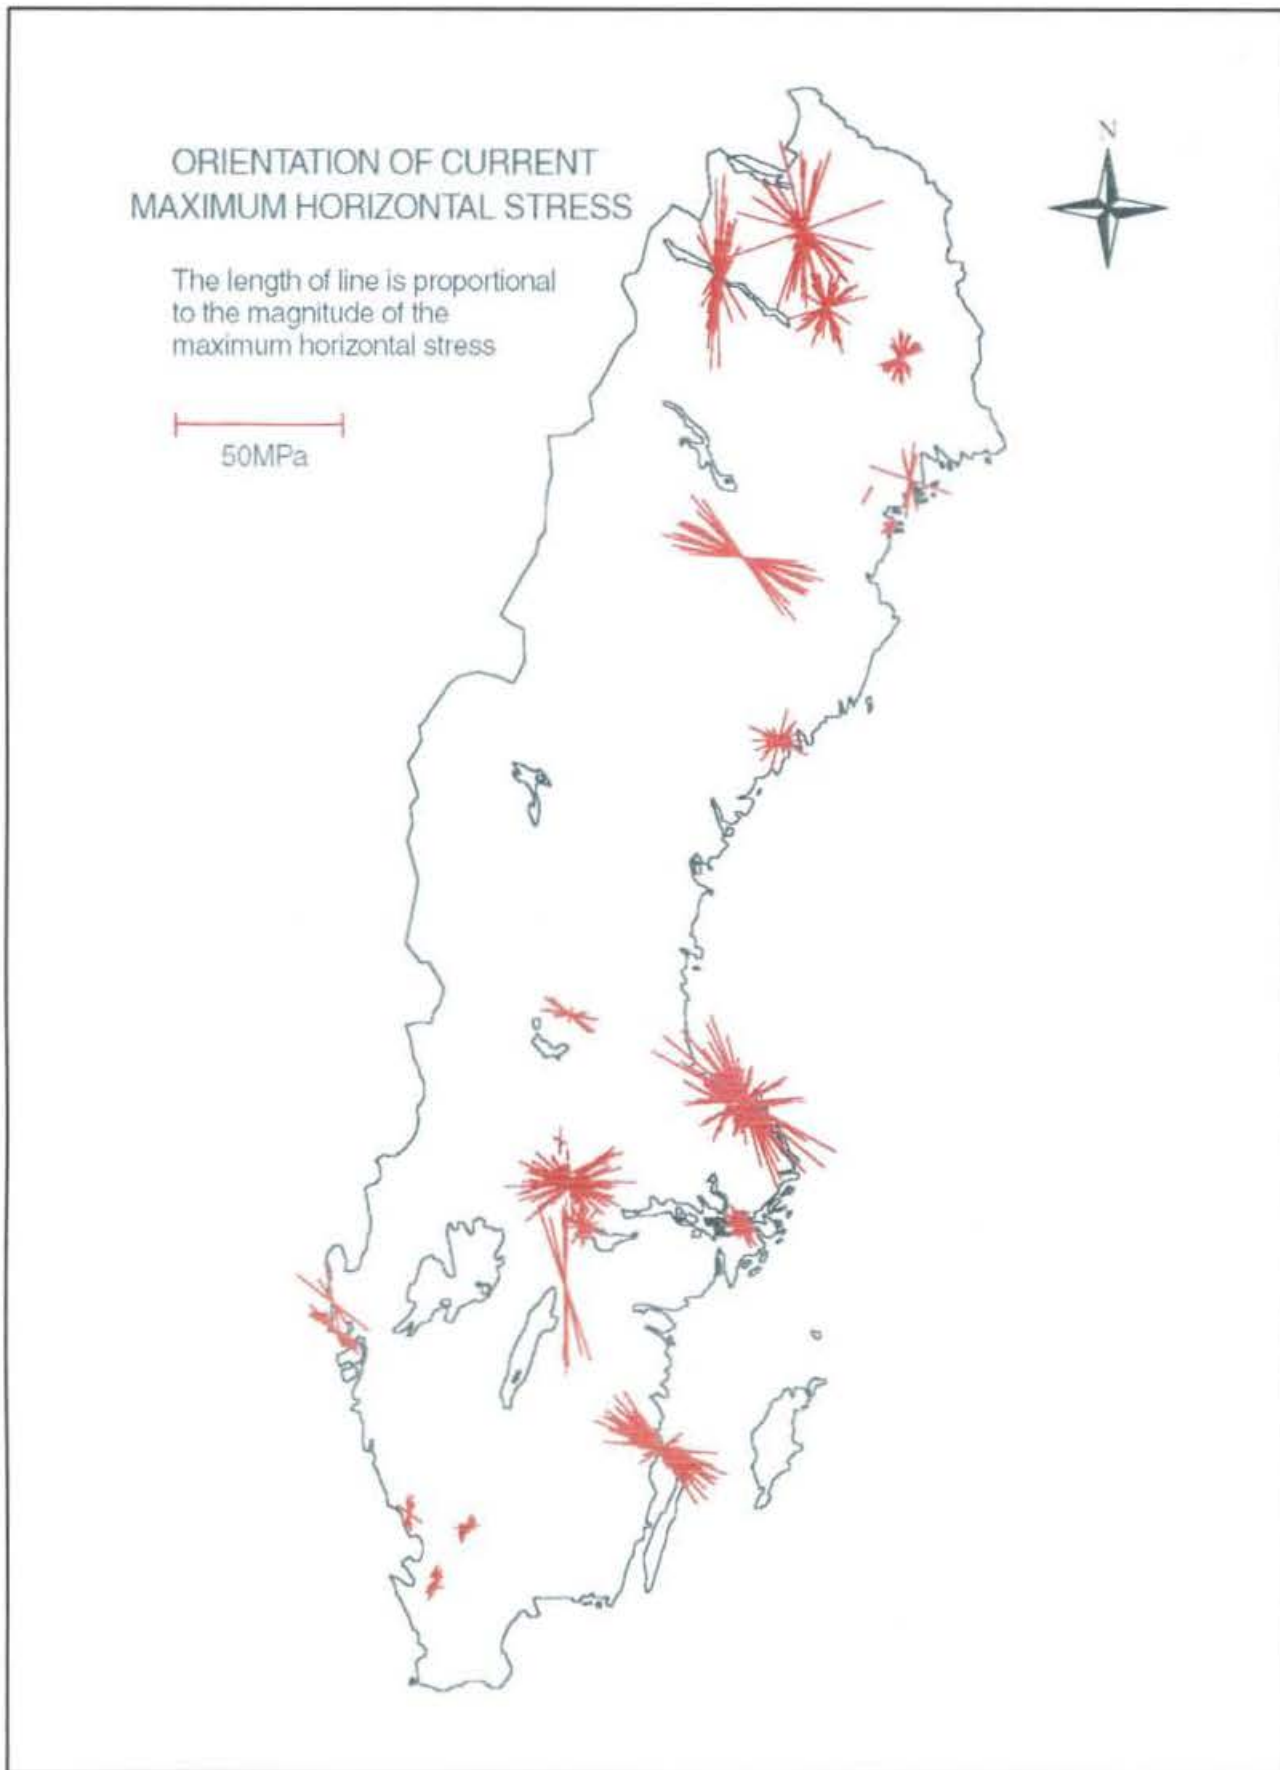 ORIENTATION OF CURRENT
MAXIMUM HORIZONTAL STRESS
The length of line is proportional
to the magnitude of the
maximum horizontal stress
50MPa
N